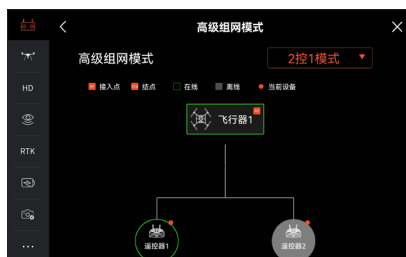 高级组网模式
高级组网模式
2控1模式
接入点 结点 在线 离线 当前设备
HD
飞行器1
RTK
遥控器1
遥控器2